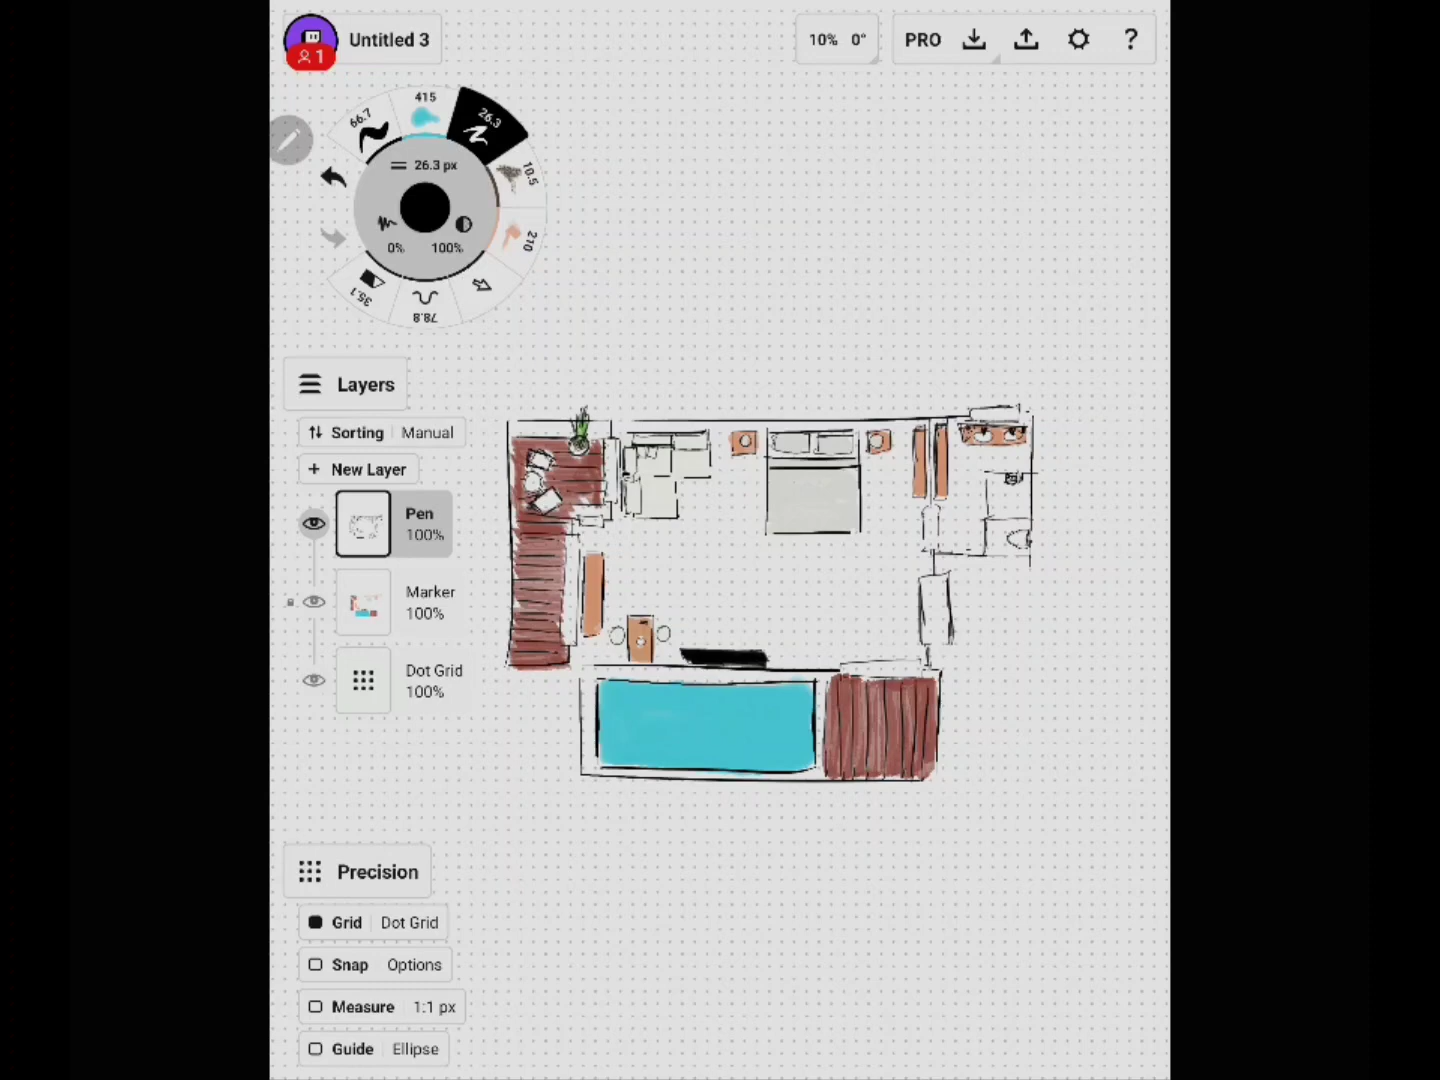 Untitled 3
1
10% 0°
PRO
?
66.7
415
26.3
10.5
210
78.8
35.1
26.3 px
0%
100%
Layers
Sorting Manual
+ New Layer
Pen
100%
Marker
100%
Dot Grid
100%
Precision
Grid Dot Grid
Snap Options
Measure 1:1 px
Guide Ellipse